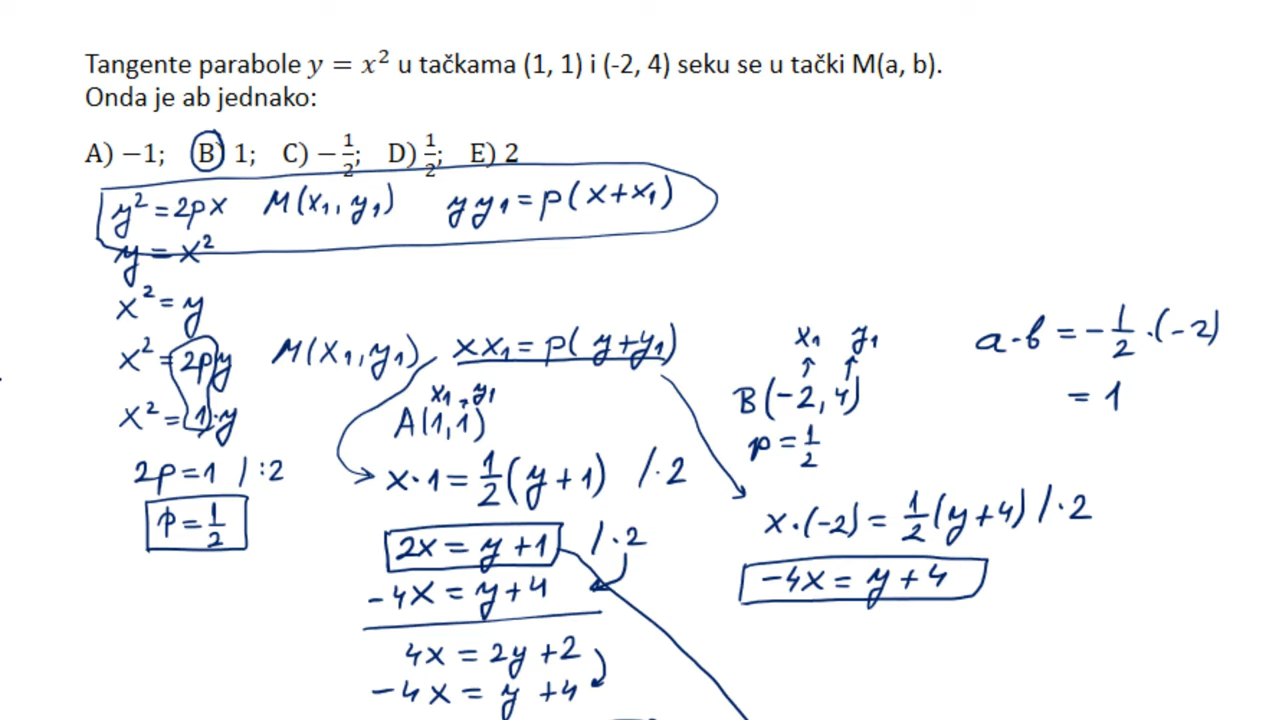 Tangente parabole y = x² u tačkama (1, 1) i (-2, 4) seku se u tački M(a, b).
Onda je ab jednako:
A) −1; B) 1; C) −1/2; D) 1/2; E) 2
y² = 2px M(x₁, y₁) yy₁ = p(x+x₁)
y = x²
x² = y
x² = 2py
x² = 1·y
2p = 1 / :2
p = 1/2
M(x₁, y₁) xx₁ = p(y+y₁)
x₁, y₁
A(1, 1)
x·1 = 1/2(y+1) /·2
2x = y+1 /·2
-4x = y+4
4x = 2y+2
-4x = y+4
x₁ y₁
B(-2, 4)
p = 1/2
x·(-2) = 1/2(y+4) /·2
-4x = y+4
a·b = -1/2·(-2)
= 1